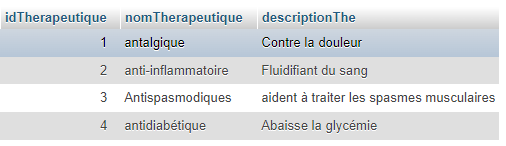 idTherapeutique nomTherapeutique descriptionThe
1 antalgique Contre la douleur
2 anti-inflammatoire Fluidifiant du sang
3 Antispasmodiques aident à traiter les spasmes musculaires
4 antidiabétique Abaisse la glycémie